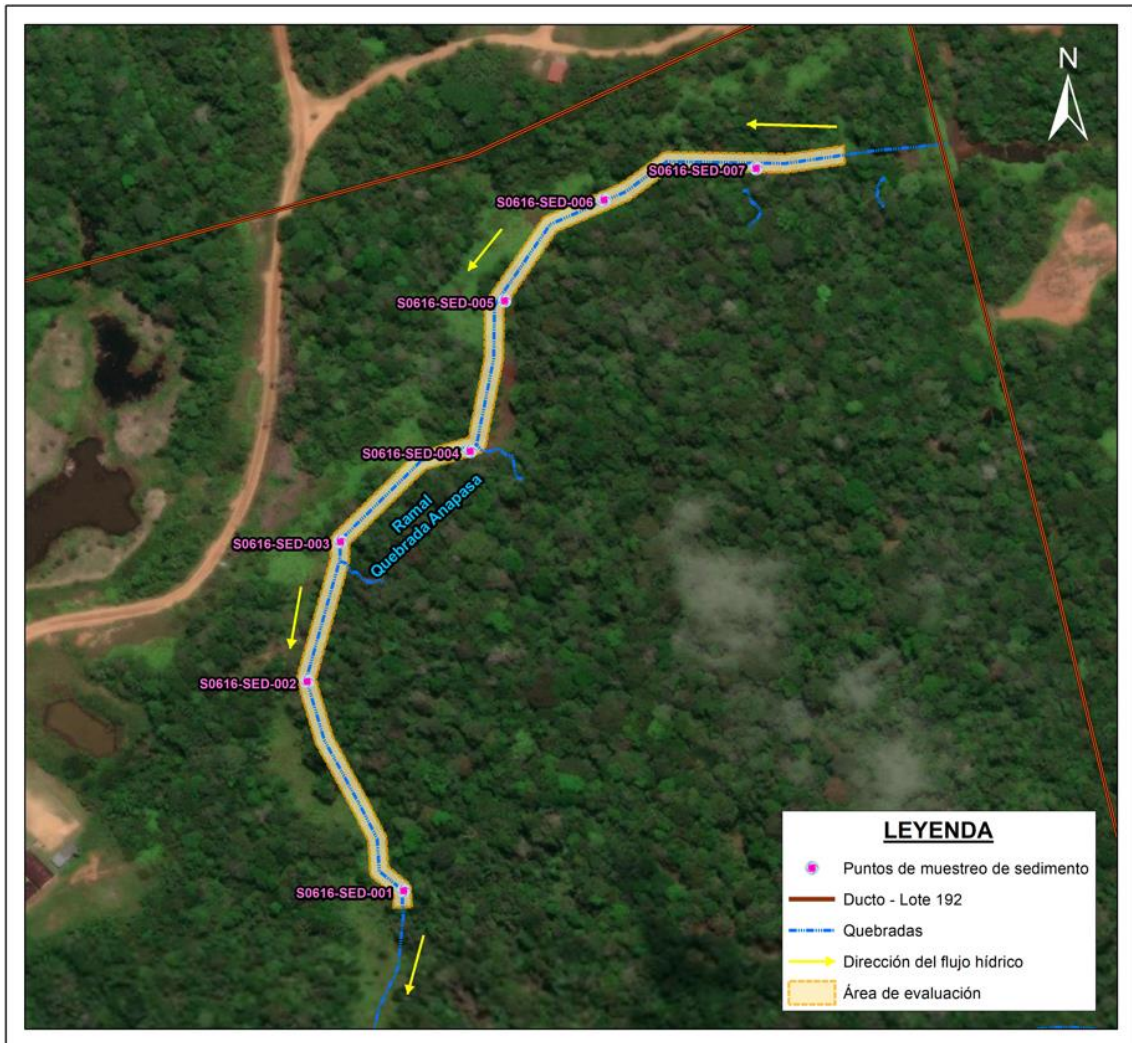 N
S0616-SED-007
S0616-SED-006
S0616-SED-005
S0616-SED-004
Ramal
Quebrada Anapasa
S0616-SED-003
S0616-SED-002
S0616-SED-001
LEYENDA
Puntos de muestreo de sedimento
Ducto - Lote 192
Quebradas
Dirección del flujo hídrico
Área de evaluación